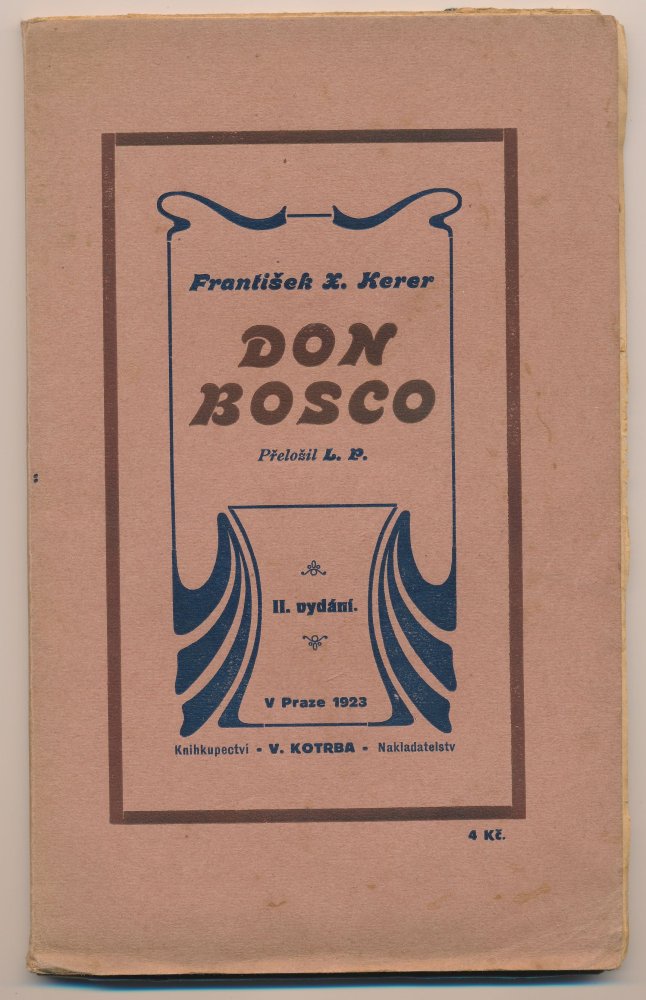 František X. Kerer
DON
BOSCO
Přeložil L. P.
II. vydání.
V Praze 1923
Knihkupectví - V. KOTRBA - Nakladatelstv
4 Kč.